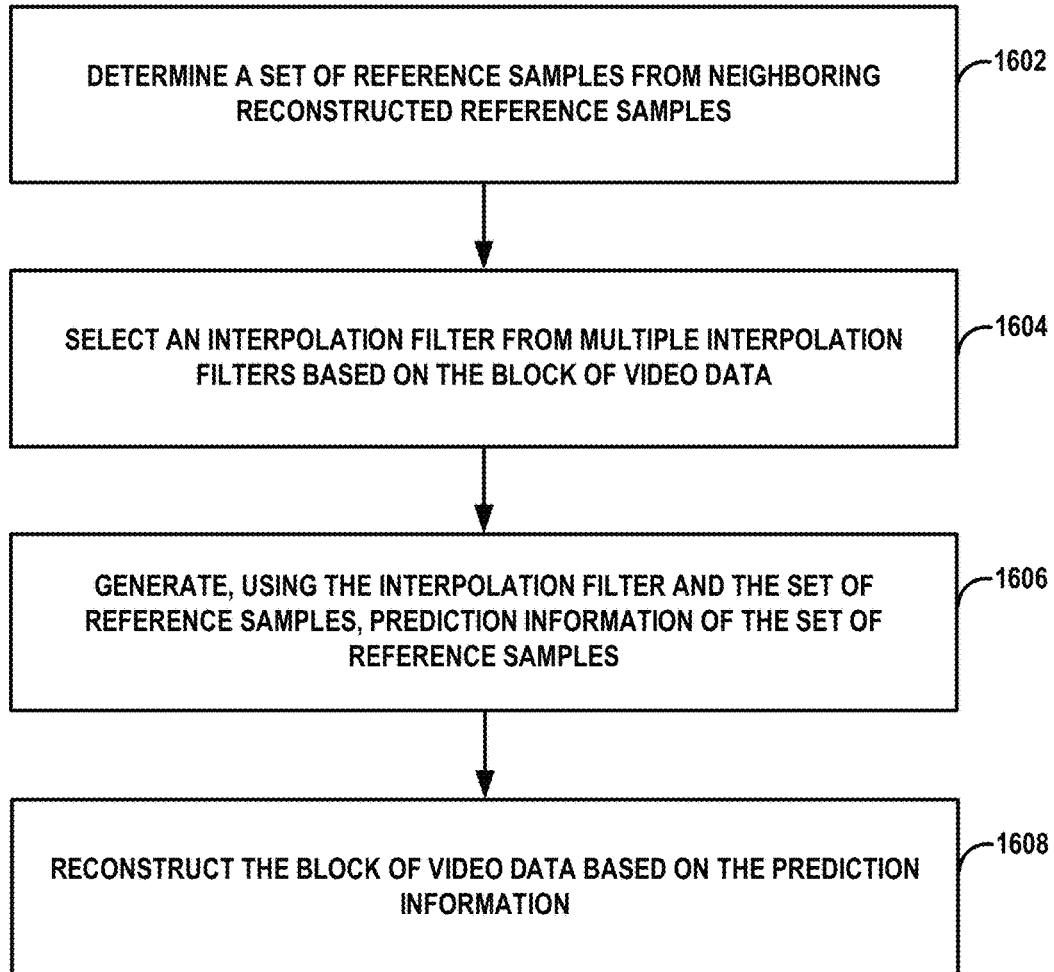 DETERMINE A SET OF REFERENCE SAMPLES FROM NEIGHBORING
RECONSTRUCTED REFERENCE SAMPLES
1602
SELECT AN INTERPOLATION FILTER FROM MULTIPLE INTERPOLATION
FILTERS BASED ON THE BLOCK OF VIDEO DATA
1604
GENERATE, USING THE INTERPOLATION FILTER AND THE SET OF
REFERENCE SAMPLES, PREDICTION INFORMATION OF THE SET OF
REFERENCE SAMPLES
1606
RECONSTRUCT THE BLOCK OF VIDEO DATA BASED ON THE PREDICTION
INFORMATION
1608